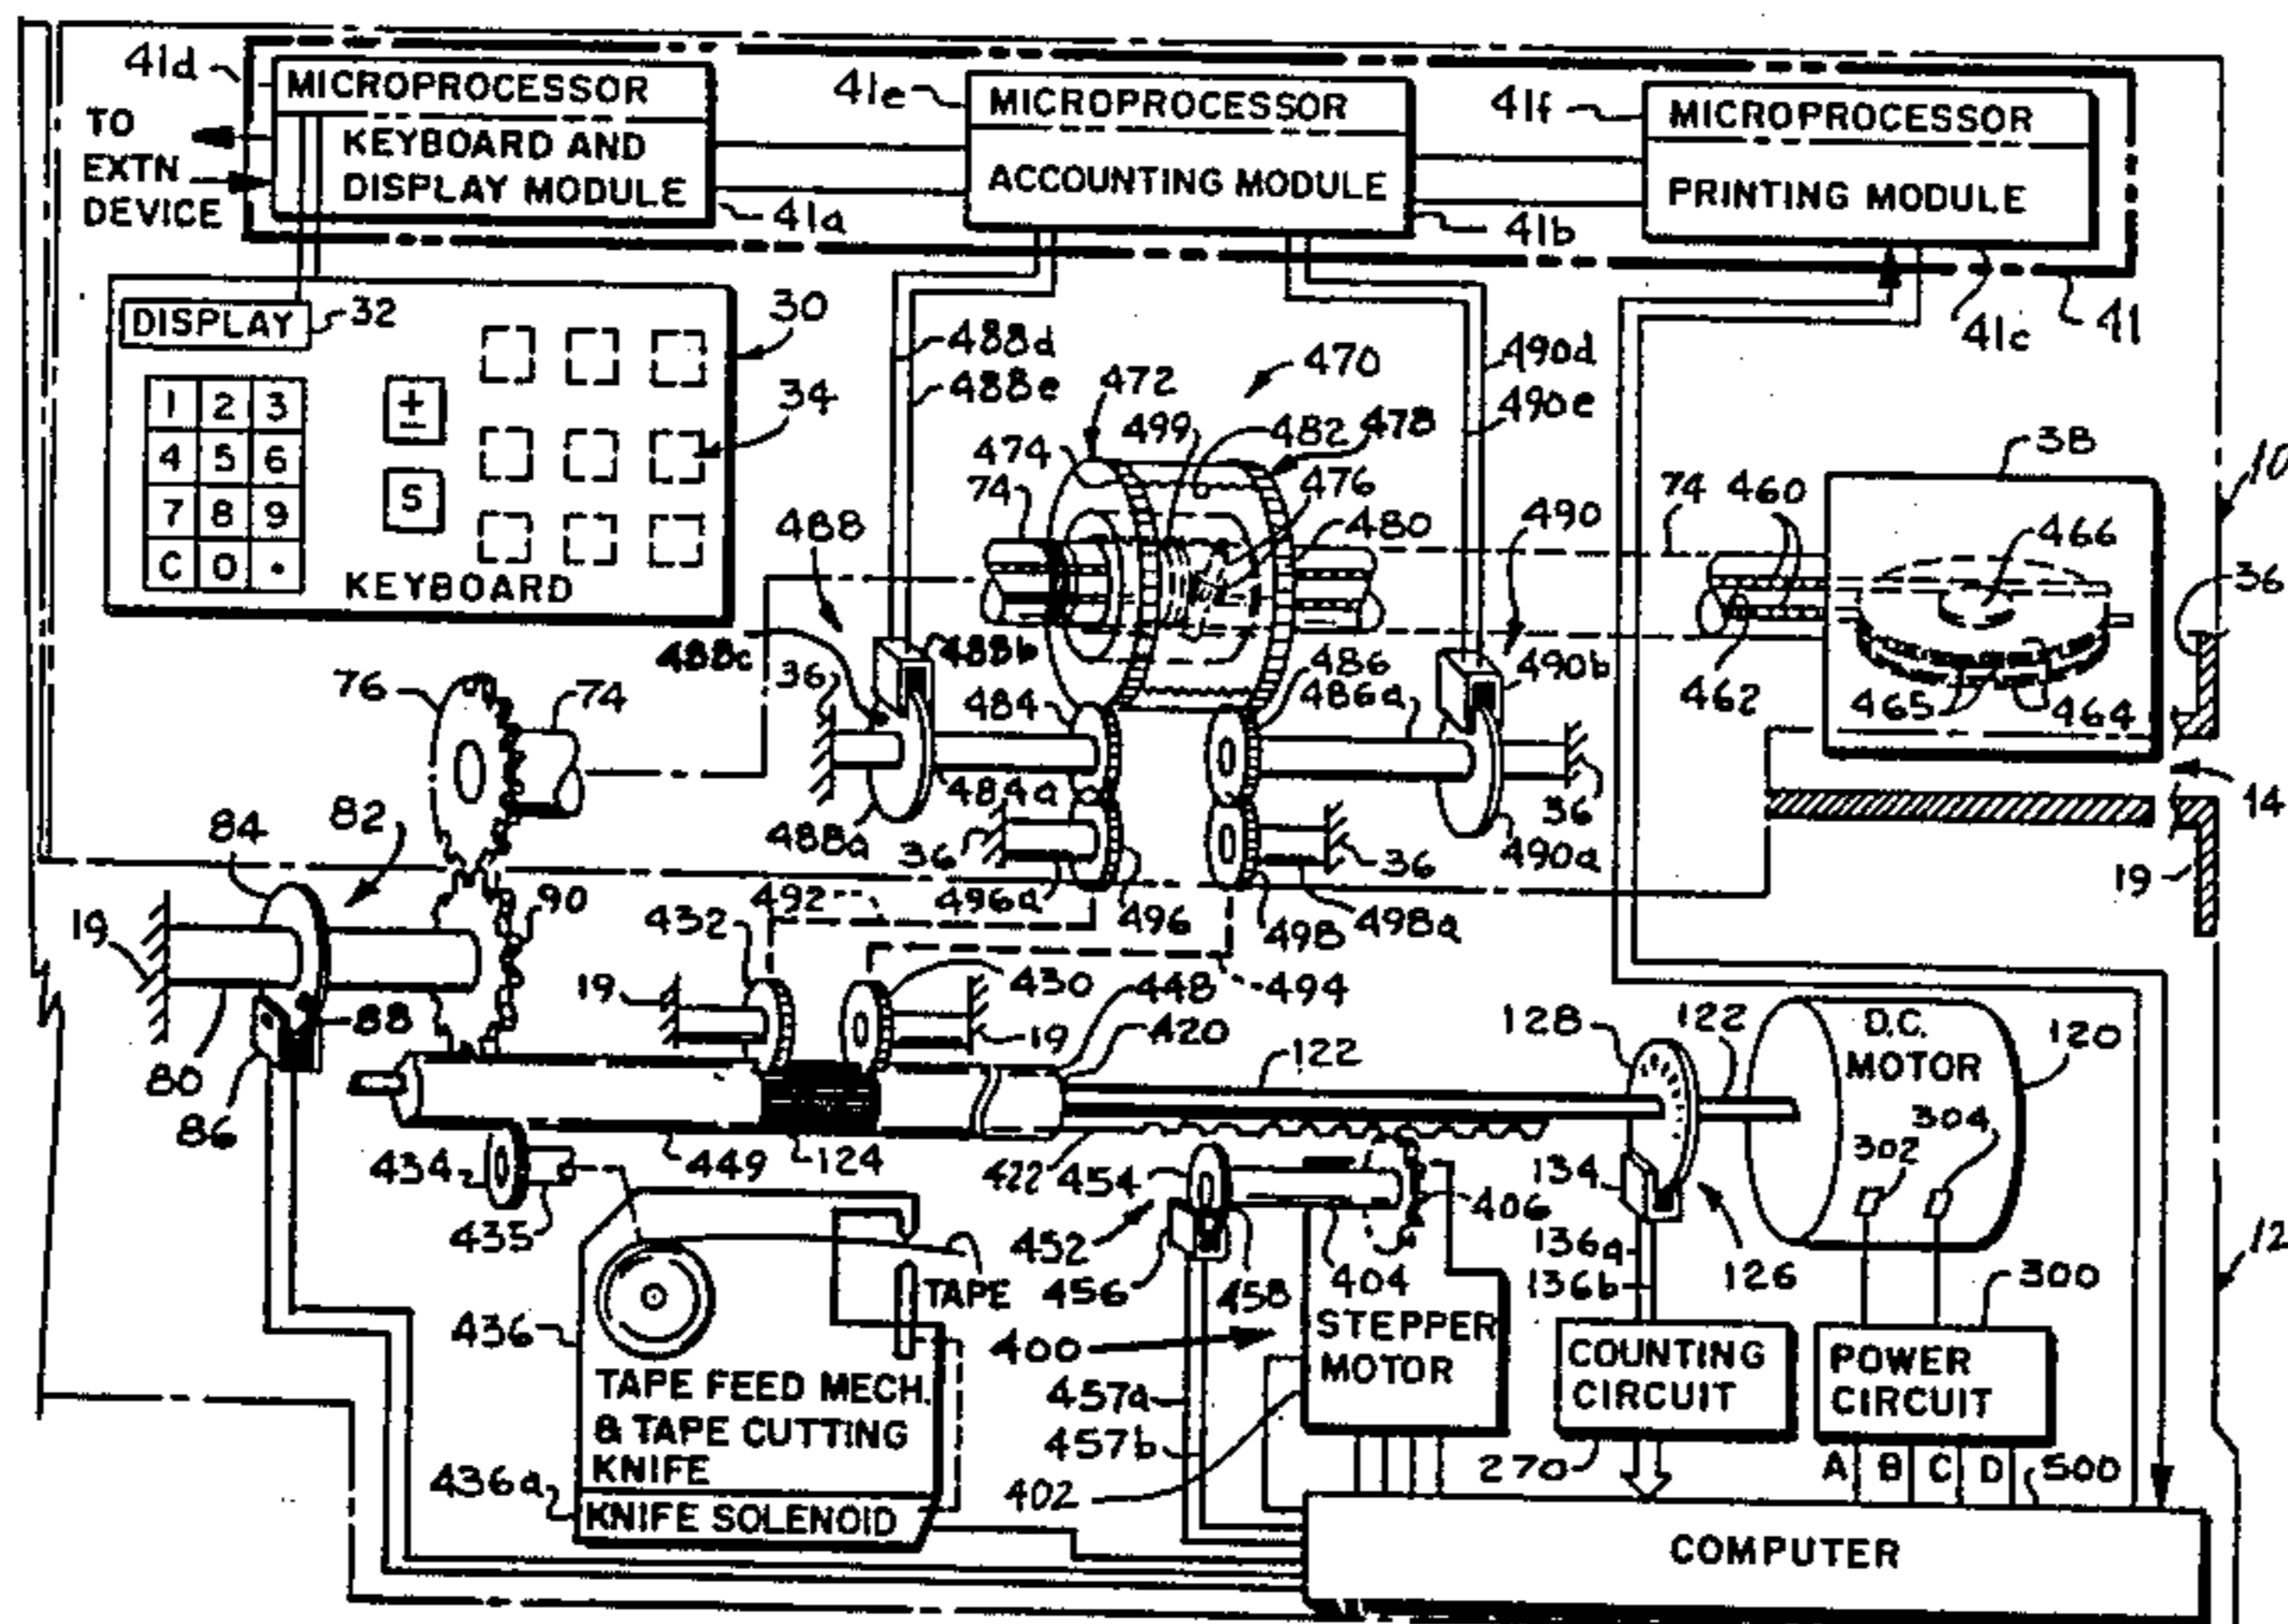 41d
MICROPROCESSOR
KEYBOARD AND
DISPLAY MODULE
41a
TO
EXTN
DEVICE
41e
MICROPROCESSOR
ACCOUNTING MODULE
41b
41f
MICROPROCESSOR
PRINTING MODULE
41c
41
DISPLAY
32
30
34
1 2 3
4 5 6
7 8 9
C 0 .
±
S
KEYBOARD
488d
488e
472
470
490d
490e
499
482
478
474
476
74
480
488
490
74
460
38
10
466
36
462
465
464
488c
488b
36
486
490b
76
74
484
486a
484a
488a
36
496a
496
36
498
498a
490a
36
14
19
84
82
19
90
492
432
430
494
19
19
448
420
88
80
86
122
128
122
D.C.
MOTOR
120
302
304
434
449
124
422
454
406
134
435
452
136a
136b
126
12
TAPE
456
458
404
300
436
400
STEPPER
MOTOR
COUNTING
CIRCUIT
POWER
CIRCUIT
TAPE FEED MECH.
& TAPE CUTTING
KNIFE
457a
457b
436a
KNIFE SOLENOID
402
270
A B C D
500
COMPUTER